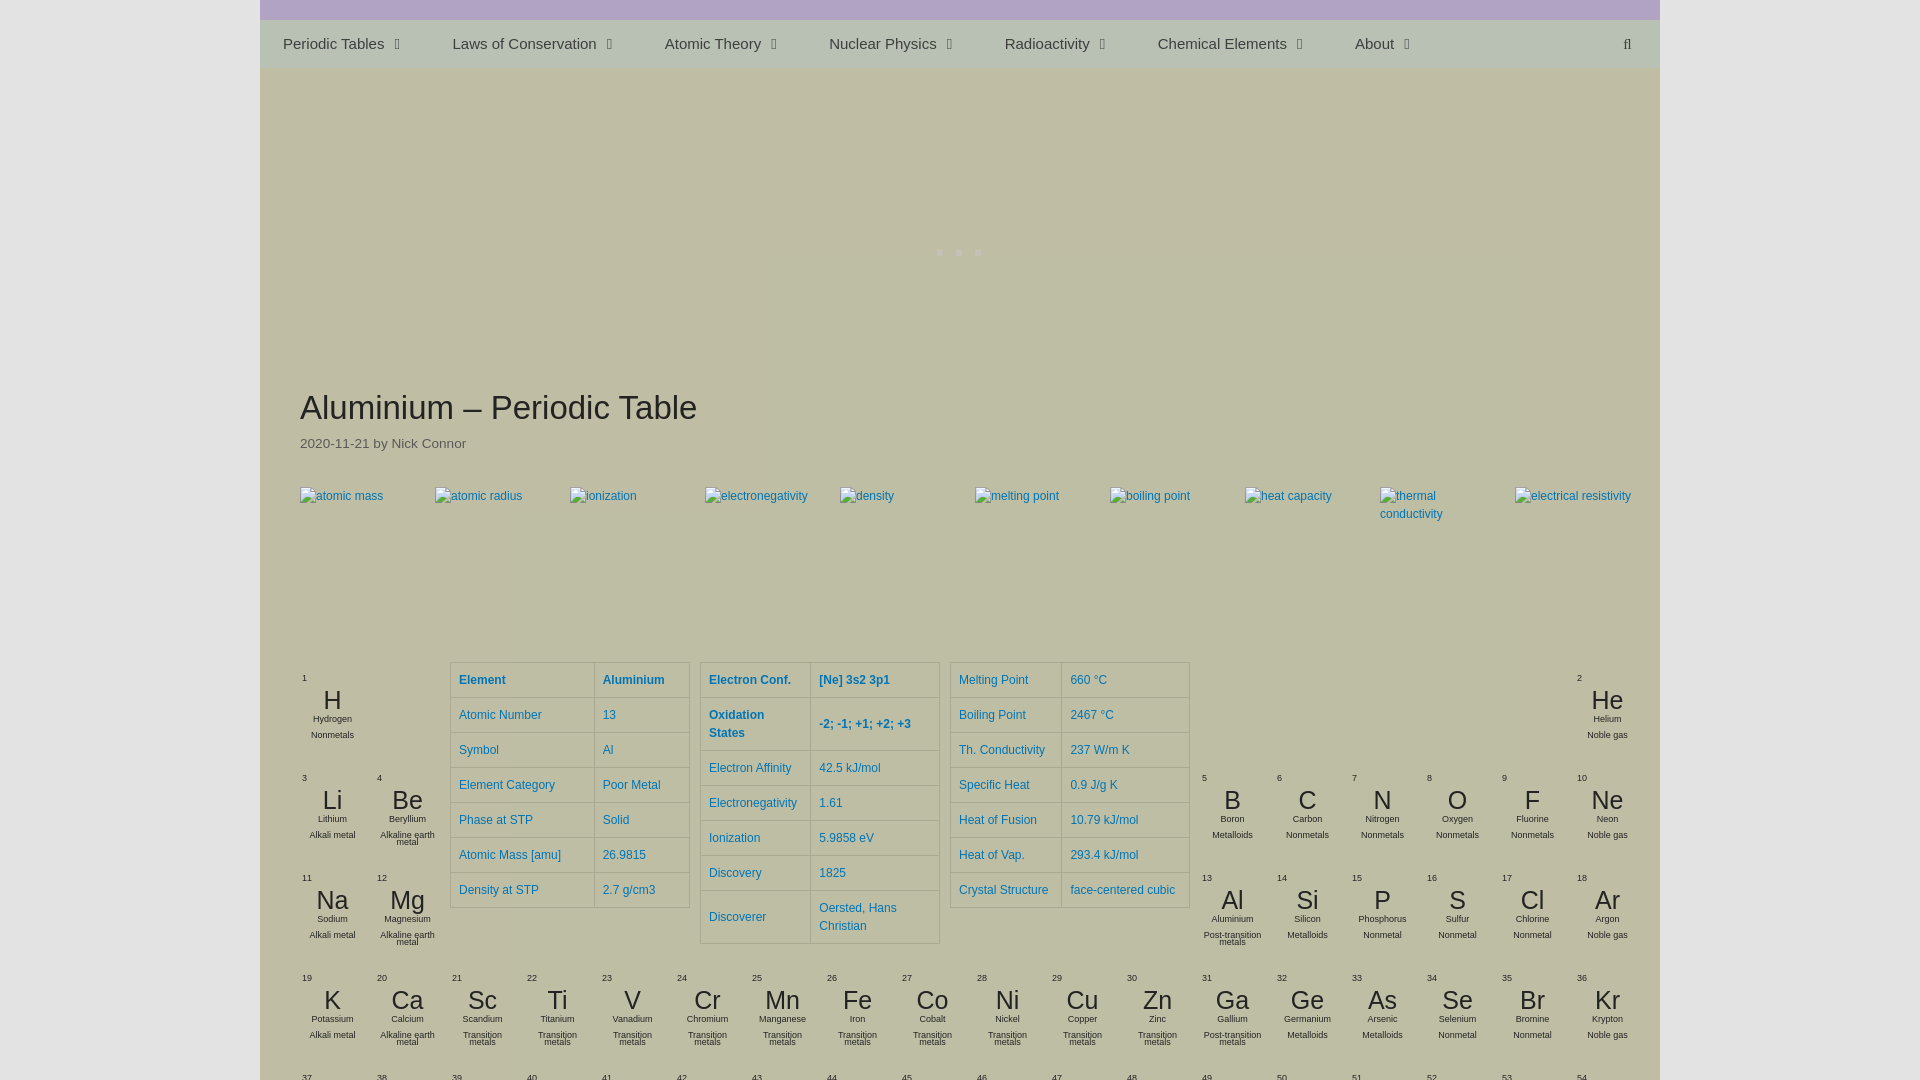 Periodic Tables
Laws of Conservation
Atomic Theory
Nuclear Physics
Radioactivity
Chemical Elements
About
Aluminium – Periodic Table
2020-11-21 by Nick Connor
atomic mass
atomic radius
ionization
electronegativity
density
melting point
boiling point
heat capacity
thermal
conductivity
electrical resistivity
1
H
Hydrogen
Nonmetals
Element Aluminium
Atomic Number 13
Symbol Al
Element Category Poor Metal
Phase at STP Solid
Atomic Mass [amu] 26.9815
Density at STP 2.7 g/cm3
Electron Conf. [Ne] 3s2 3p1
Oxidation
States -2; -1; +1; +2; +3
Electron Affinity 42.5 kJ/mol
Electronegativity 1.61
Ionization 5.9858 eV
Discovery 1825
Discoverer Oersted, Hans
Christian
Melting Point 660 °C
Boiling Point 2467 °C
Th. Conductivity 237 W/m K
Specific Heat 0.9 J/g K
Heat of Fusion 10.79 kJ/mol
Heat of Vap. 293.4 kJ/mol
Crystal Structure face-centered cubic
2
He
Helium
Noble gas
3
Li
Lithium
Alkali metal
4
Be
Beryllium
Alkaline earth
metal
5
B
Boron
Metalloids
6
C
Carbon
Nonmetals
7
N
Nitrogen
Nonmetals
8
O
Oxygen
Nonmetals
9
F
Fluorine
Nonmetals
10
Ne
Neon
Noble gas
11
Na
Sodium
Alkali metal
12
Mg
Magnesium
Alkaline earth
metal
13
Al
Aluminium
Post-transition
metals
14
Si
Silicon
Metalloids
15
P
Phosphorus
Nonmetal
16
S
Sulfur
Nonmetal
17
Cl
Chlorine
Nonmetal
18
Ar
Argon
Noble gas
19
K
Potassium
Alkali metal
20
Ca
Calcium
Alkaline earth
metal
21
Sc
Scandium
Transition
metals
22
Ti
Titanium
Transition
metals
23
V
Vanadium
Transition
metals
24
Cr
Chromium
Transition
metals
25
Mn
Manganese
Transition
metals
26
Fe
Iron
Transition
metals
27
Co
Cobalt
Transition
metals
28
Ni
Nickel
Transition
metals
29
Cu
Copper
Transition
metals
30
Zn
Zinc
Transition
metals
31
Ga
Gallium
Post-transition
metals
32
Ge
Germanium
Metalloids
33
As
Arsenic
Metalloids
34
Se
Selenium
Nonmetal
35
Br
Bromine
Nonmetal
36
Kr
Krypton
Noble gas
37 38 39 40 41 42 43 44 45 46 47 48 49 50 51 52 53 54